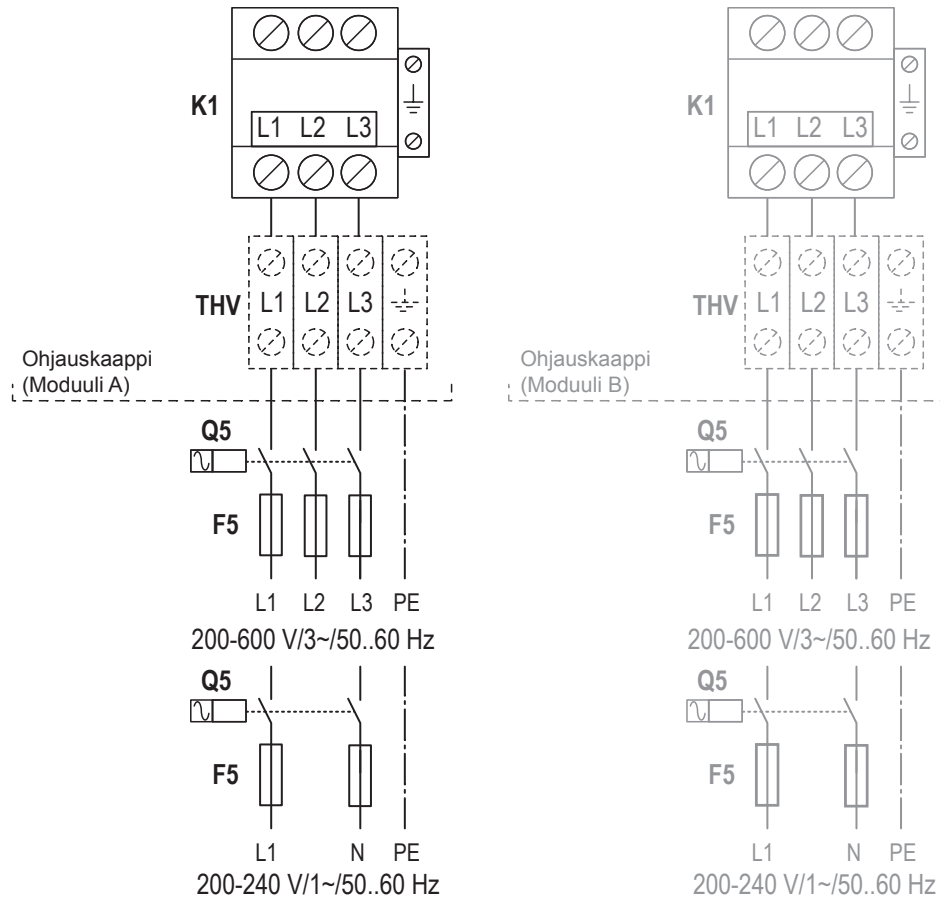 K1
L1 L2 L3
THV
L1 L2 L3
Ohjauskaappi
(Moduuli A)
Q5
F5
L1 L2 L3 PE
200-600 V/3~/50..60 Hz
Q5
F5
L1 N PE
200-240 V/1~/50..60 Hz
K1
L1 L2 L3
THV
L1 L2 L3
Ohjauskaappi
(Moduuli B)
Q5
F5
L1 L2 L3 PE
200-600 V/3~/50..60 Hz
Q5
F5
L1 N PE
200-240 V/1~/50..60 Hz